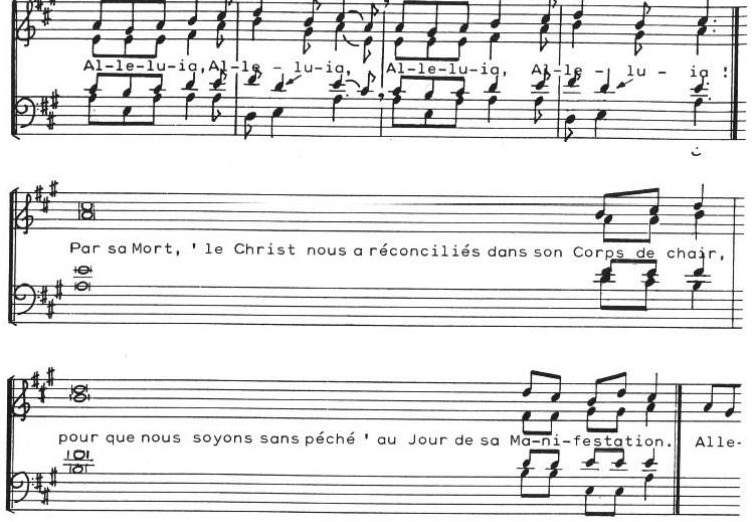 Al-le-lu-ia, Al-le-lu-ia, Al-le-lu-ia, Al-le-lu-ia!
Par sa Mort, ' le Christ nous a réconciliés dans son Corps de chair,
pour que nous soyons sans péché ' au Jour de sa Ma-ni-festation. Alle-